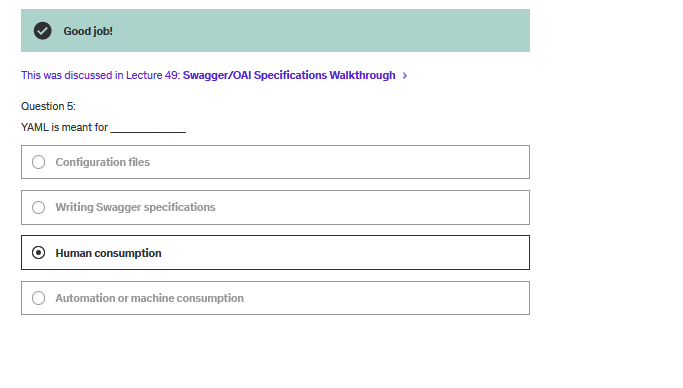 Good job!
This was discussed in Lecture 49: Swagger/OAI Specifications Walkthrough >
Question 5:
YAML is meant for ______________
Configuration files
Writing Swagger specifications
Human consumption
Automation or machine consumption